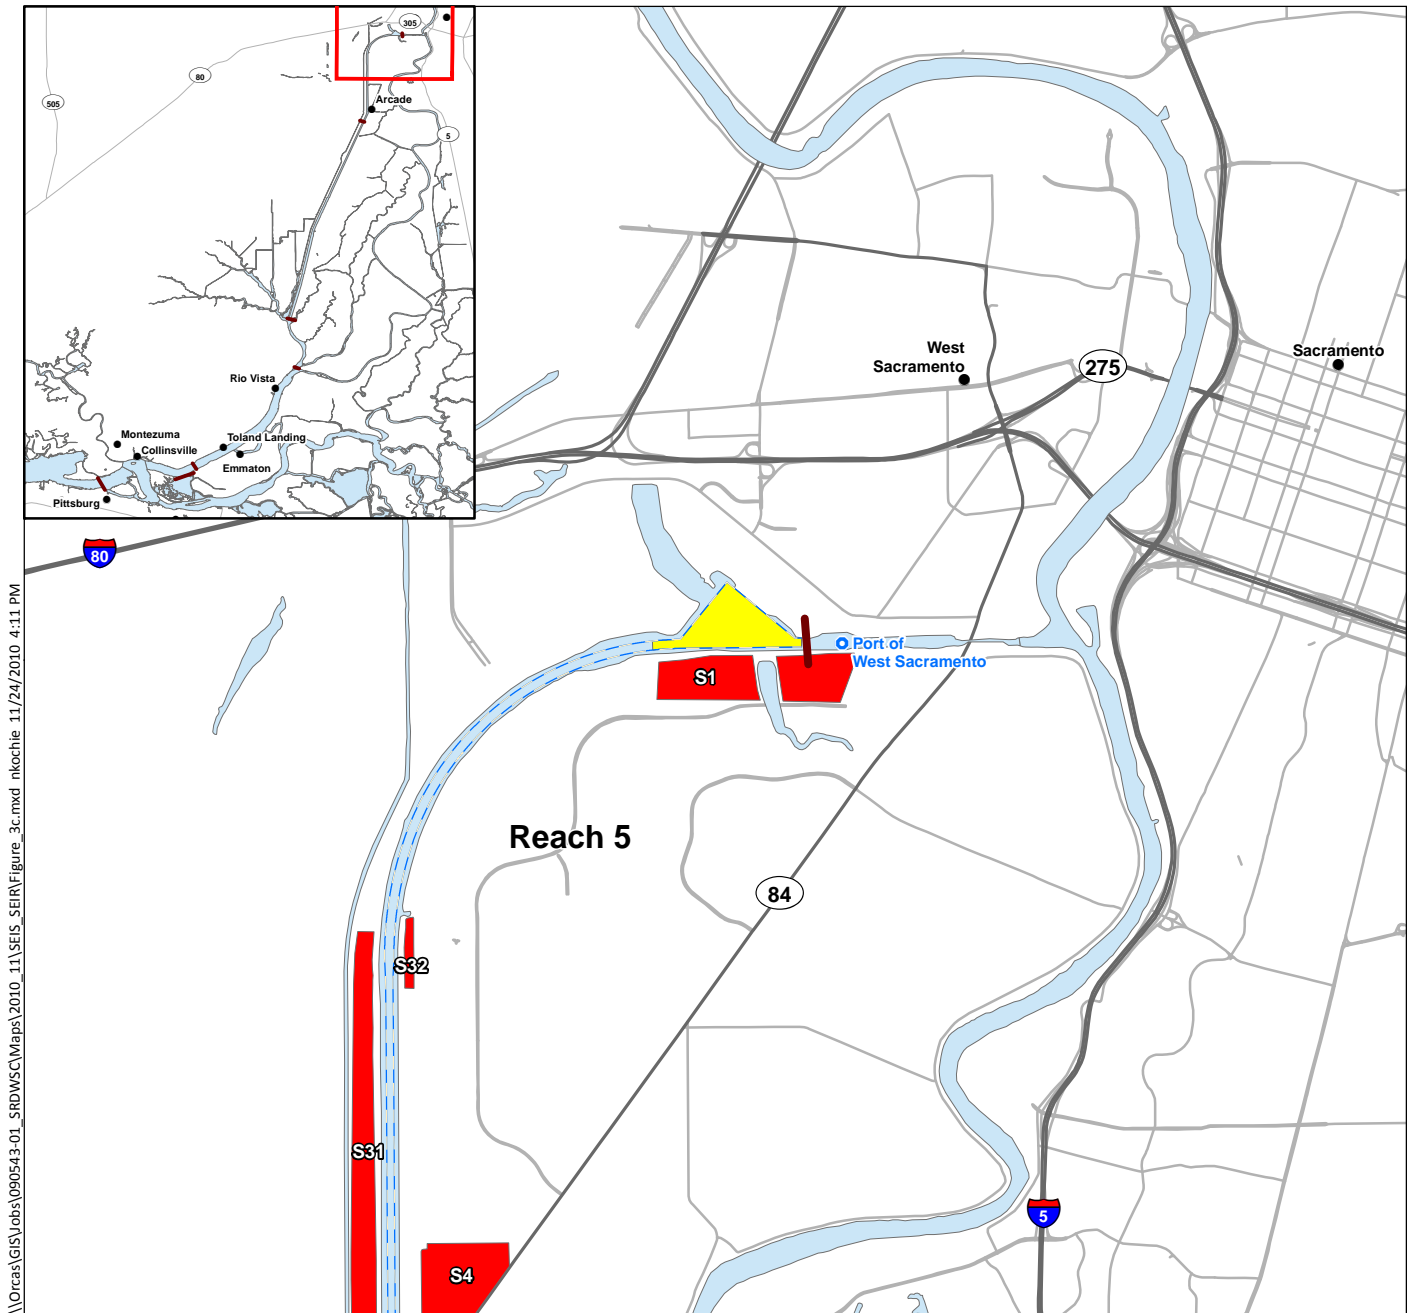 305
80
505
Arcade
5
Rio Vista
Montezuma
Toland Landing
Collinsville
Emmaton
Pittsburg
West
Sacramento
275
Sacramento
80
Port of
West Sacramento
S1
Reach 5
84
S32
S31
5
S4
\\Orcas\GIS\Jobs\090543-01_SRDWSC\Maps\2010_11\SEIS_SEIR\Figure_3c.mxd nkochie 11/24/2010 4:11 PM